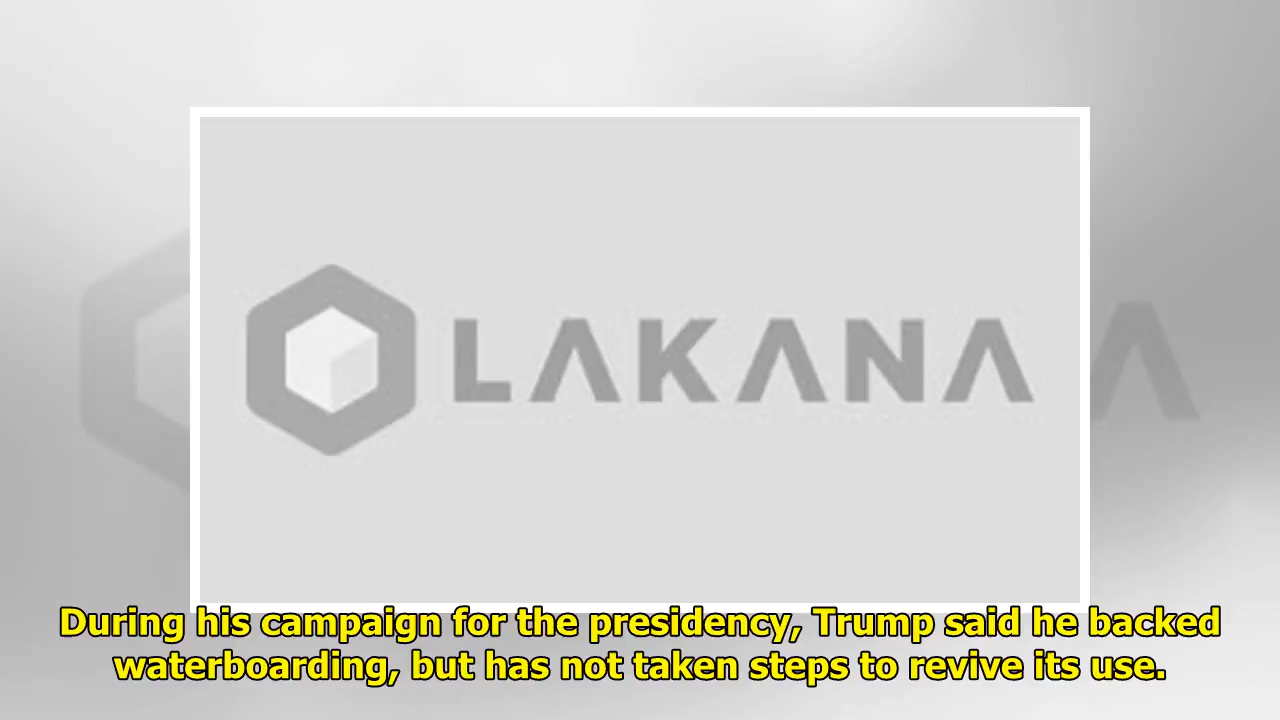 LAKANA
During his campaign for the presidency, Trump said he backed
waterboarding, but has not taken steps to revive its use.